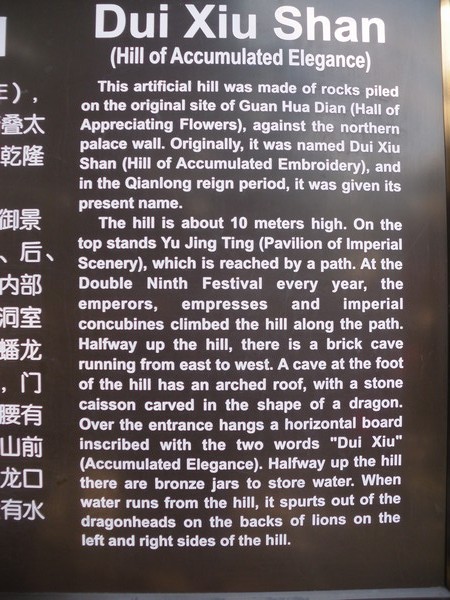 年），
叠太
乾隆
御景
、后、
内部
洞室
蟠龙
，门
腰有
山前
龙口
有水
Dui Xiu Shan
(Hill of Accumulated Elegance)
This artificial hill was made of rocks piled
on the original site of Guan Hua Dian (Hall of
Appreciating Flowers), against the northern
palace wall. Originally, it was named Dui Xiu
Shan (Hill of Accumulated Embroidery), and
in the Qianlong reign period, it was given its
present name.
The hill is about 10 meters high. On the
top stands Yu Jing Ting (Pavilion of Imperial
Scenery), which is reached by a path. At the
Double Ninth Festival every year, the
emperors, empresses and imperial
concubines climbed the hill along the path.
Halfway up the hill, there is a brick cave
running from east to west. A cave at the foot
of the hill has an arched roof, with a stone
caisson carved in the shape of a dragon.
Over the entrance hangs a horizontal board
inscribed with the two words "Dui Xiu"
(Accumulated Elegance). Halfway up the hill
there are bronze jars to store water. When
water runs from the hill, it spurts out of the
dragonheads on the backs of lions on the
left and right sides of the hill.